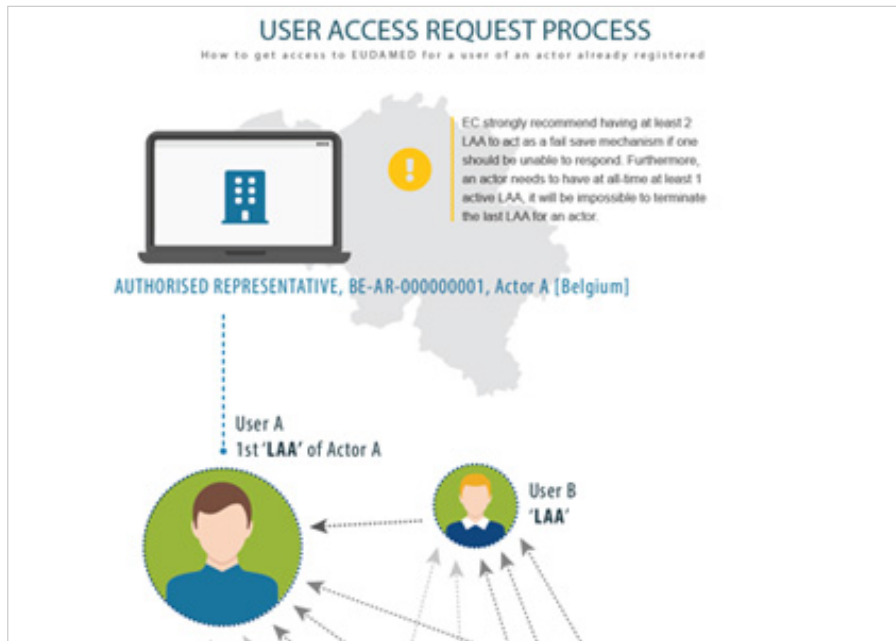 USER ACCESS REQUEST PROCESS
How to get access to EUDAMED for a user of an actor already registered
EC strongly recommend having at least 2
LAA to act as a fail save mechanism if one
should be unable to respond. Furthermore,
an actor needs to have at all-time at least 1
active LAA, it will be impossible to terminate
the last LAA for an actor.
AUTHORISED REPRESENTATIVE, BE-AR-000000001, Actor A [Belgium]
User A
1st ‘LAA’ of Actor A
User B
‘LAA’